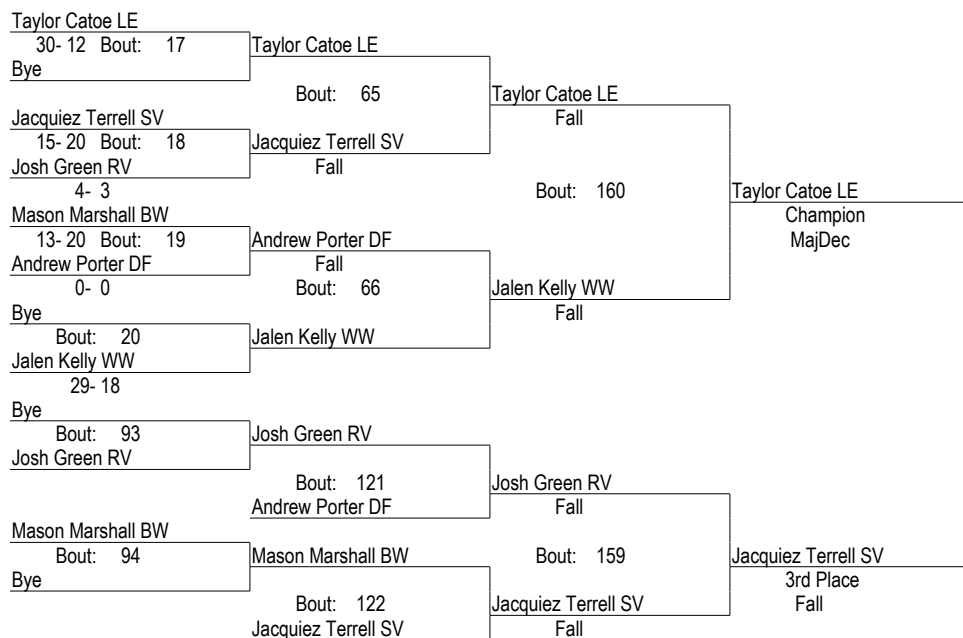 Taylor Catoe LE
30- 12 Bout: 17 Taylor Catoe LE
Bye
Bout: 65 Taylor Catoe LE
Jacquiez Terrell SV Fall
15- 20 Bout: 18 Jacquiez Terrell SV
Josh Green RV Fall
4- 3 Bout: 160 Taylor Catoe LE
Mason Marshall BW Champion
13- 20 Bout: 19 Andrew Porter DF MajDec
Andrew Porter DF Fall
0- 0 Bout: 66 Jalen Kelly WW
Bye Fall
Bout: 20 Jalen Kelly WW
Jalen Kelly WW
29- 18
Bye
Bout: 93 Josh Green RV
Josh Green RV
Bout: 121 Josh Green RV
Andrew Porter DF Fall
Mason Marshall BW
Bout: 94 Mason Marshall BW Bout: 159 Jacquiez Terrell SV
Bye 3rd Place
Bout: 122 Jacquiez Terrell SV Fall
Jacquiez Terrell SV Fall